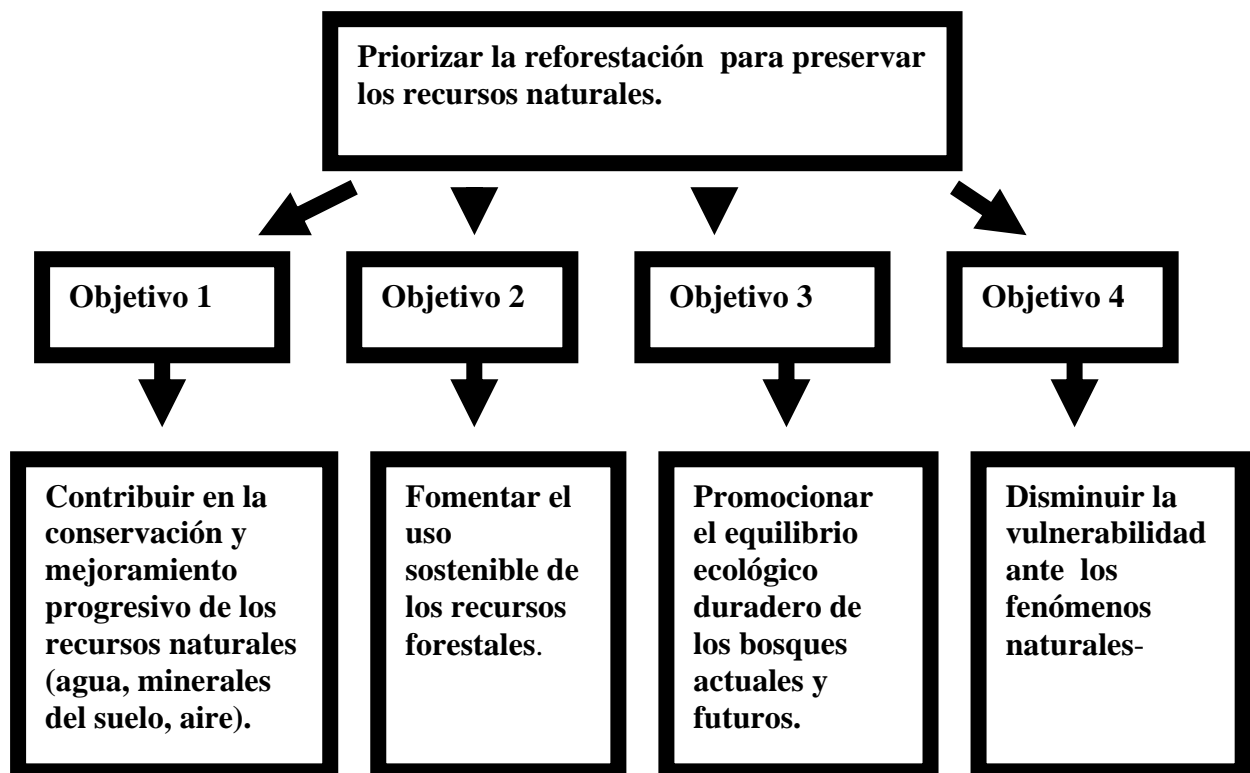 Priorizar la reforestación  para preservar
los recursos naturales.
Objetivo 1
Objetivo 2
Objetivo 3
Objetivo 4
Contribuir en la
conservación y
mejoramiento
progresivo de los
recursos naturales
(agua, minerales
del suelo, aire).
Fomentar el
uso
sostenible de
los recursos
forestales.
Promocionar
el equilibrio
ecológico
duradero de
los bosques
actuales y
futuros.
Disminuir la
vulnerabilidad
ante  los
fenómenos
naturales-